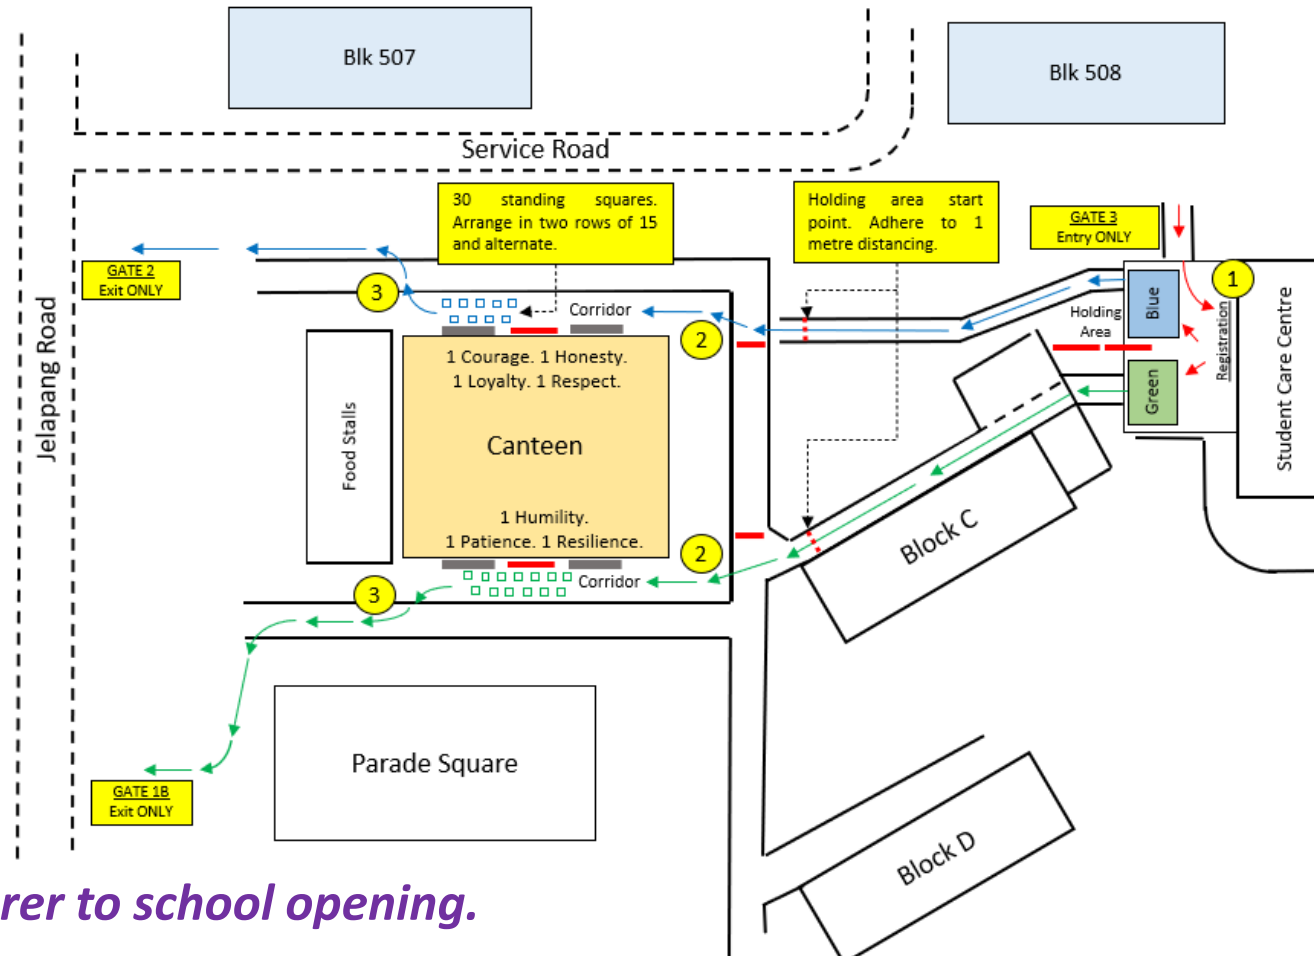 Blk 507
Blk 508
Service Road
Jelapang Road
30 standing squares.
Arrange in two rows of 15
and alternate.
Holding area start
point. Adhere to 1
metre distancing.
GATE 3
Entry ONLY
GATE 2
Exit ONLY
3
Corridor
2
1
Blue
Holding
Area
Registration
Green
Student Care Centre
1 Courage. 1 Honesty.
1 Loyalty. 1 Respect.
Food Stalls
Canteen
1 Humility.
1 Patience. 1 Resilience.
2
Block C
3
Corridor
Parade Square
GATE 1B
Exit ONLY
Block D
rer to school opening.